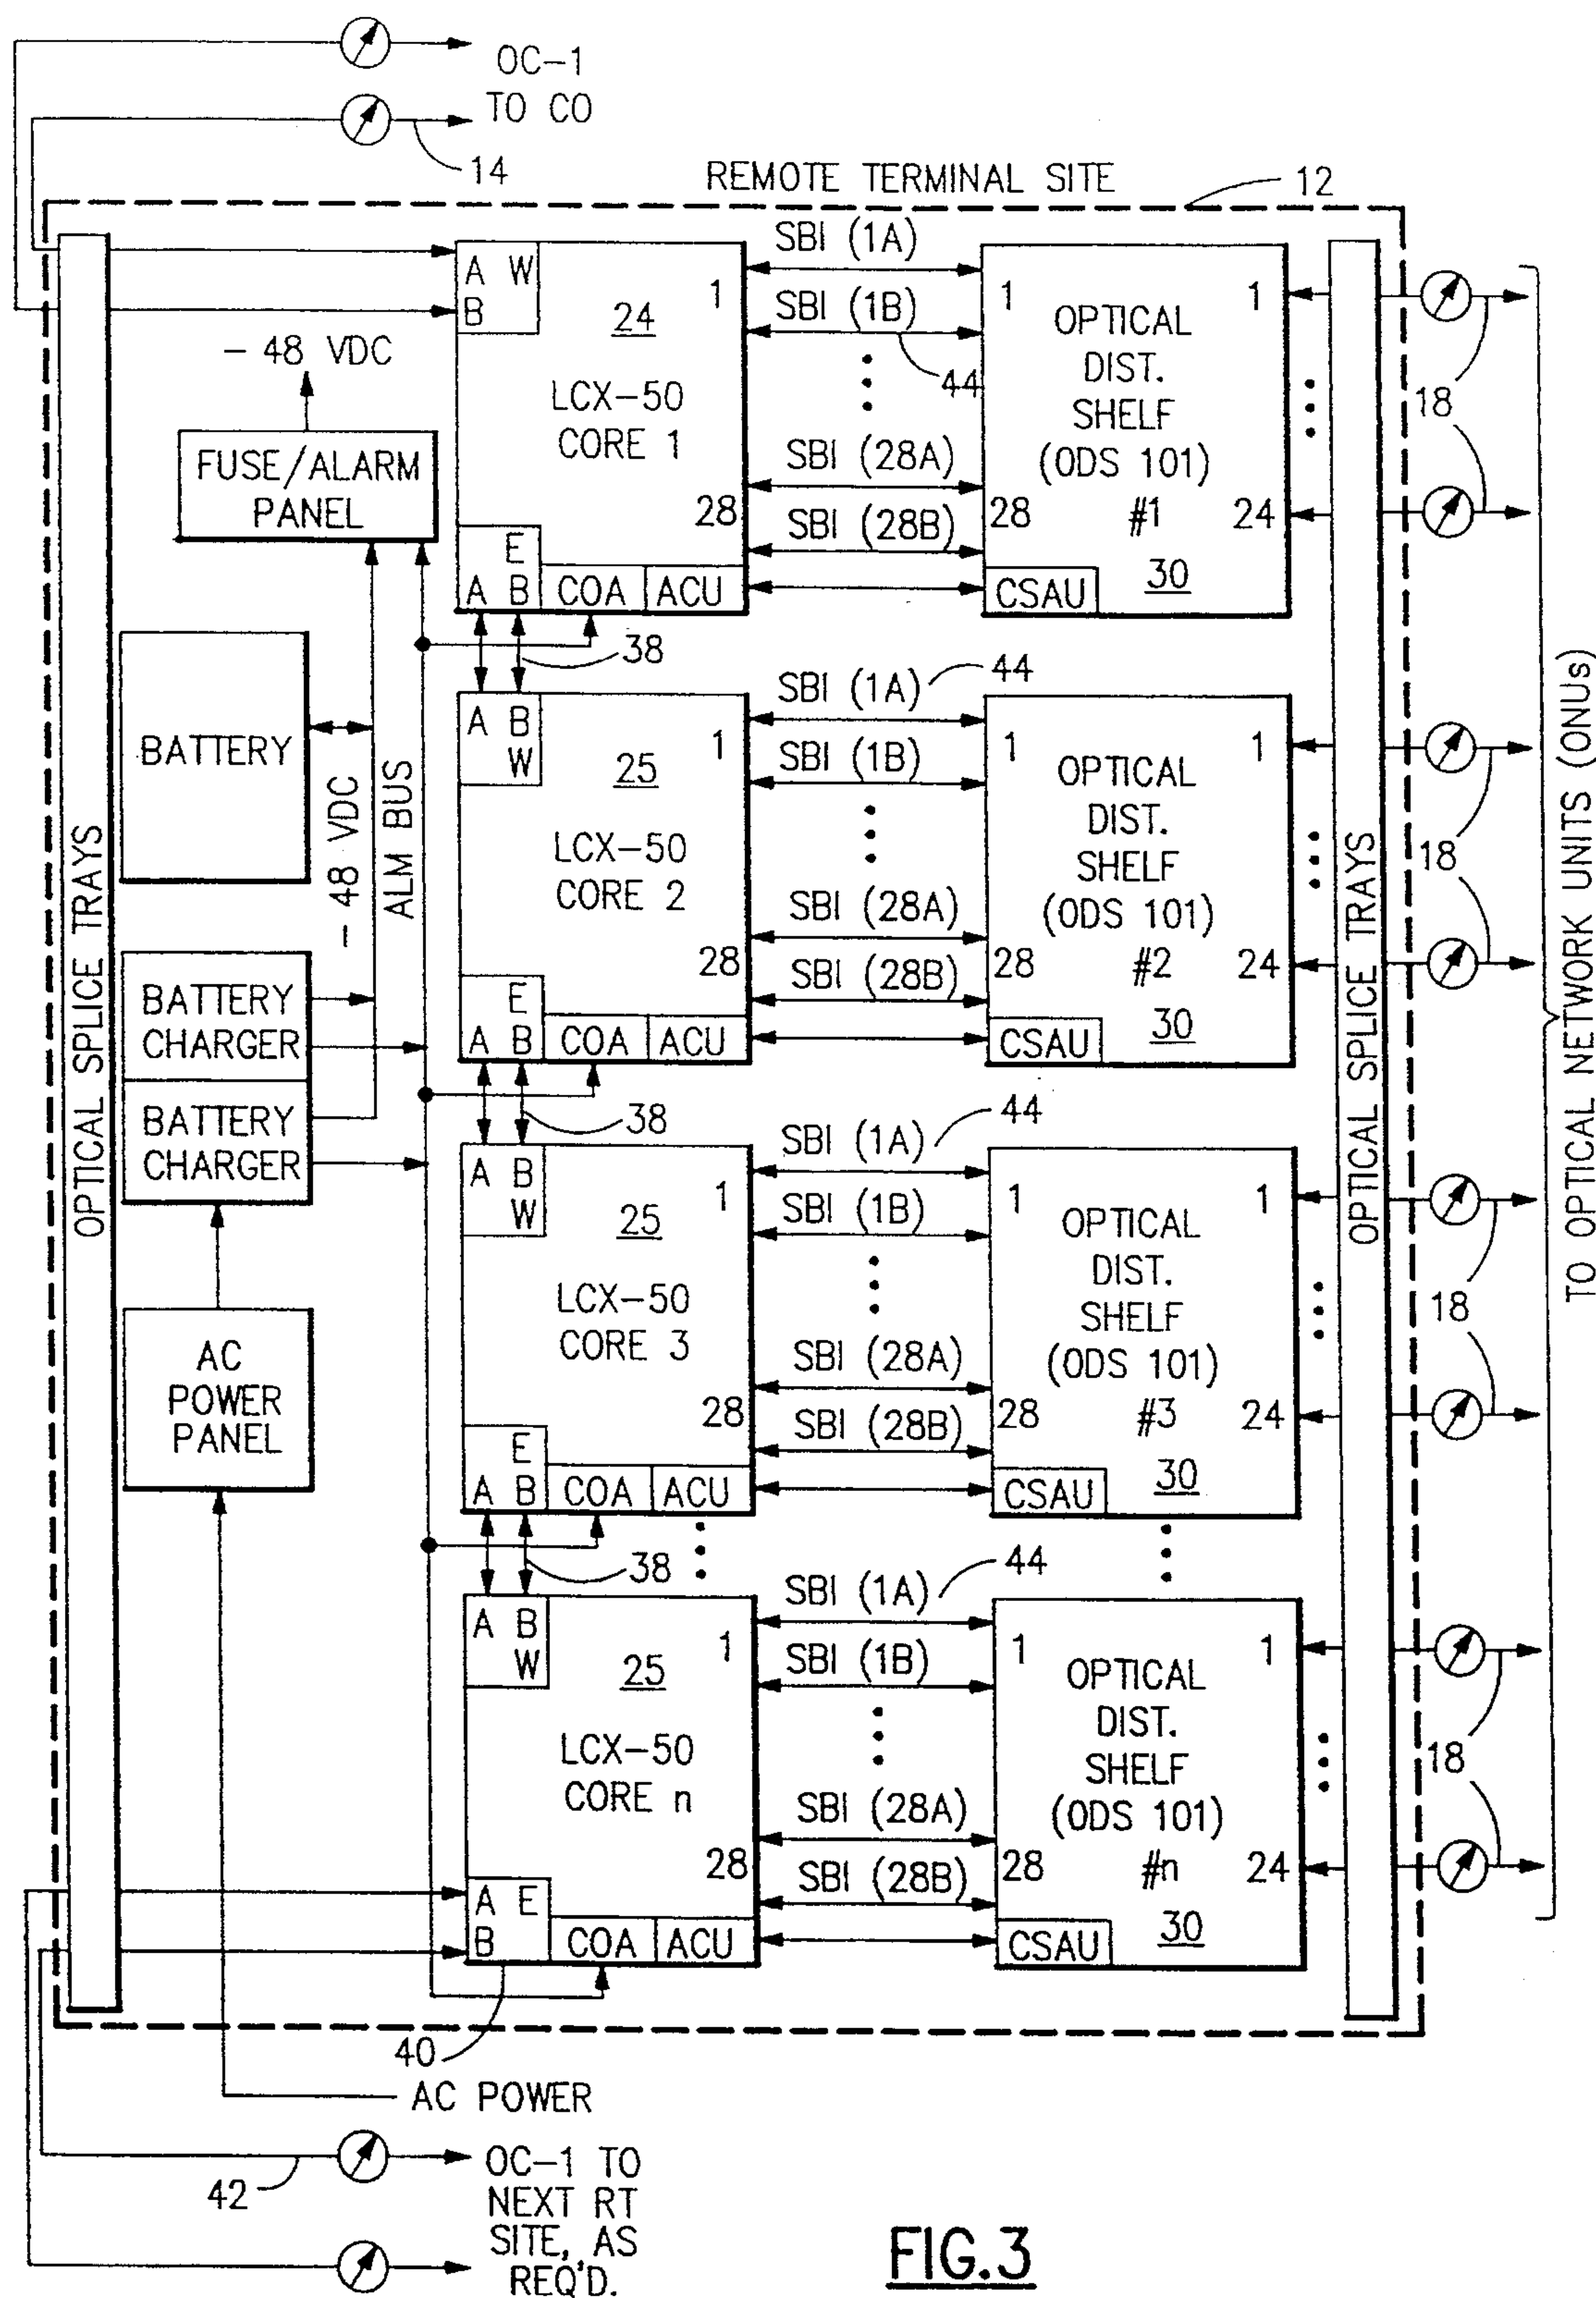 OC-1
TO CO
14
REMOTE TERMINAL SITE
12
A W
B
24
LCX-50
CORE 1
1
28
E
A B
COA
ACU
SBI (1A)
SBI (1B)
44
SBI (28A)
SBI (28B)
1
28
OPTICAL
DIST.
SHELF
(ODS 101)
#1
30
CSAU
1
24
18
- 48 VDC
FUSE/ALARM
PANEL
38
A B
W
25
LCX-50
CORE 2
1
28
E
A B
COA
ACU
SBI (1A)
44
SBI (1B)
SBI (28A)
SBI (28B)
1
28
OPTICAL
DIST.
SHELF
(ODS 101)
#2
30
CSAU
1
24
18
BATTERY
- 48 VDC
ALM BUS
OPTICAL SPLICE TRAYS
BATTERY
CHARGER
BATTERY
CHARGER
AC
POWER
PANEL
38
A B
W
25
LCX-50
CORE 3
1
28
E
A B
COA
ACU
SBI (1A)
44
SBI (1B)
SBI (28A)
SBI (28B)
1
28
OPTICAL
DIST.
SHELF
(ODS 101)
#3
30
CSAU
1
24
18
OPTICAL SPLICE TRAYS
TO OPTICAL NETWORK UNITS (ONUs)
38
A B
W
25
LCX-50
CORE n
1
28
A E
B
COA
ACU
SBI (1A)
44
SBI (1B)
SBI (28A)
SBI (28B)
1
28
OPTICAL
DIST.
SHELF
(ODS 101)
#n
30
CSAU
1
24
18
40
AC POWER
42
OC-1 TO
NEXT RT
SITE, AS
REQ'D.
FIG.3